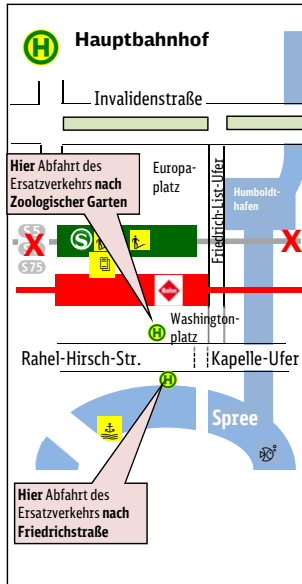 H Hauptbahnhof
Invalidenstraße
Hier Abfahrt des
Ersatzverkehrs nach
Zoologischer Garten
Europa-
platz
Friedrich-List-Ufer
Humboldt-
hafen
S5
S
S75
S
Bahn
H
Washington-
platz
Rahel-Hirsch-Str.
Kapelle-Ufer
H
Spree
Hier Abfahrt des
Ersatzverkehrs nach
Friedrichstraße